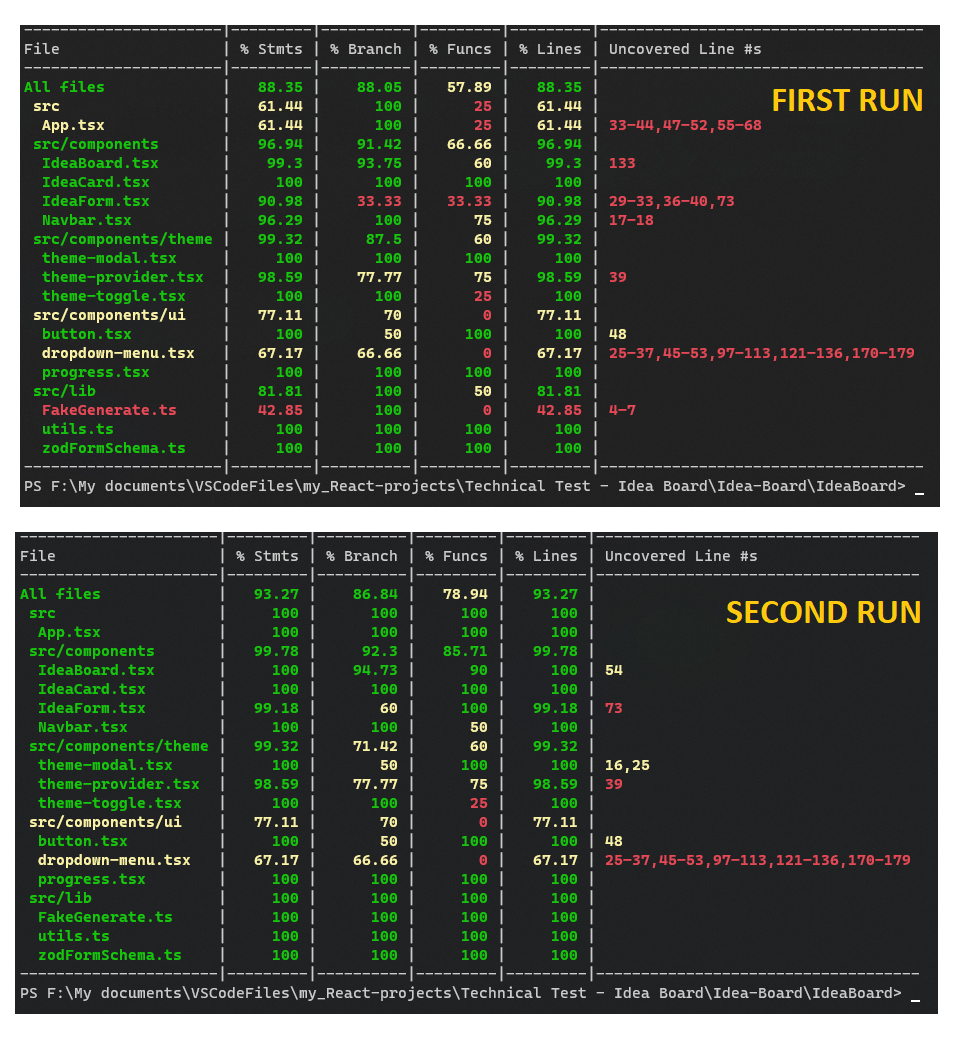 File | % Stmts | % Branch | % Funcs | % Lines | Uncovered Line #s
All files | 88.35 | 88.05 | 57.89 | 88.35 |
FIRST RUN
src | 61.44 | 100 | 25 | 61.44 |
App.tsx | 61.44 | 100 | 25 | 61.44 | 33-44,47-52,55-68
src/components | 96.94 | 91.42 | 66.66 | 96.94 |
IdeaBoard.tsx | 99.3 | 93.75 | 60 | 99.3 | 133
IdeaCard.tsx | 100 | 100 | 100 | 100 |
IdeaForm.tsx | 90.98 | 33.33 | 33.33 | 90.98 | 29-33,36-40,73
Navbar.tsx | 96.29 | 100 | 75 | 96.29 | 17-18
src/components/theme | 99.32 | 87.5 | 60 | 99.32 |
theme-modal.tsx | 100 | 100 | 100 | 100 |
theme-provider.tsx | 98.59 | 77.77 | 75 | 98.59 | 39
theme-toggle.tsx | 100 | 100 | 25 | 100 |
src/components/ui | 77.11 | 70 | 0 | 77.11 |
button.tsx | 100 | 50 | 100 | 100 | 48
dropdown-menu.tsx | 67.17 | 66.66 | 0 | 67.17 | 25-37,45-53,97-113,121-136,170-179
progress.tsx | 100 | 100 | 100 | 100 |
src/lib | 81.81 | 100 | 50 | 81.81 |
FakeGenerate.ts | 42.85 | 100 | 0 | 42.85 | 4-7
utils.ts | 100 | 100 | 100 | 100 |
zodFormSchema.ts | 100 | 100 | 100 | 100 |
PS F:\My documents\VSCodeFiles\my_React-projects\Technical Test - Idea Board\Idea-Board\IdeaBoard> _
File | % Stmts | % Branch | % Funcs | % Lines | Uncovered Line #s
All files | 93.27 | 86.84 | 78.94 | 93.27 |
SECOND RUN
src | 100 | 100 | 100 | 100 |
App.tsx | 100 | 100 | 100 | 100 |
src/components | 99.78 | 92.3 | 85.71 | 99.78 |
IdeaBoard.tsx | 100 | 94.73 | 90 | 100 | 54
IdeaCard.tsx | 100 | 100 | 100 | 100 |
IdeaForm.tsx | 99.18 | 60 | 100 | 99.18 | 73
Navbar.tsx | 100 | 100 | 50 | 100 |
src/components/theme | 99.32 | 71.42 | 60 | 99.32 |
theme-modal.tsx | 100 | 50 | 100 | 100 | 16,25
theme-provider.tsx | 98.59 | 77.77 | 75 | 98.59 | 39
theme-toggle.tsx | 100 | 100 | 25 | 100 |
src/components/ui | 77.11 | 70 | 0 | 77.11 |
button.tsx | 100 | 50 | 100 | 100 | 48
dropdown-menu.tsx | 67.17 | 66.66 | 0 | 67.17 | 25-37,45-53,97-113,121-136,170-179
progress.tsx | 100 | 100 | 100 | 100 |
src/lib | 100 | 100 | 100 | 100 |
FakeGenerate.ts | 100 | 100 | 100 | 100 |
utils.ts | 100 | 100 | 100 | 100 |
zodFormSchema.ts | 100 | 100 | 100 | 100 |
PS F:\My documents\VSCodeFiles\my_React-projects\Technical Test - Idea Board\Idea-Board\IdeaBoard> _